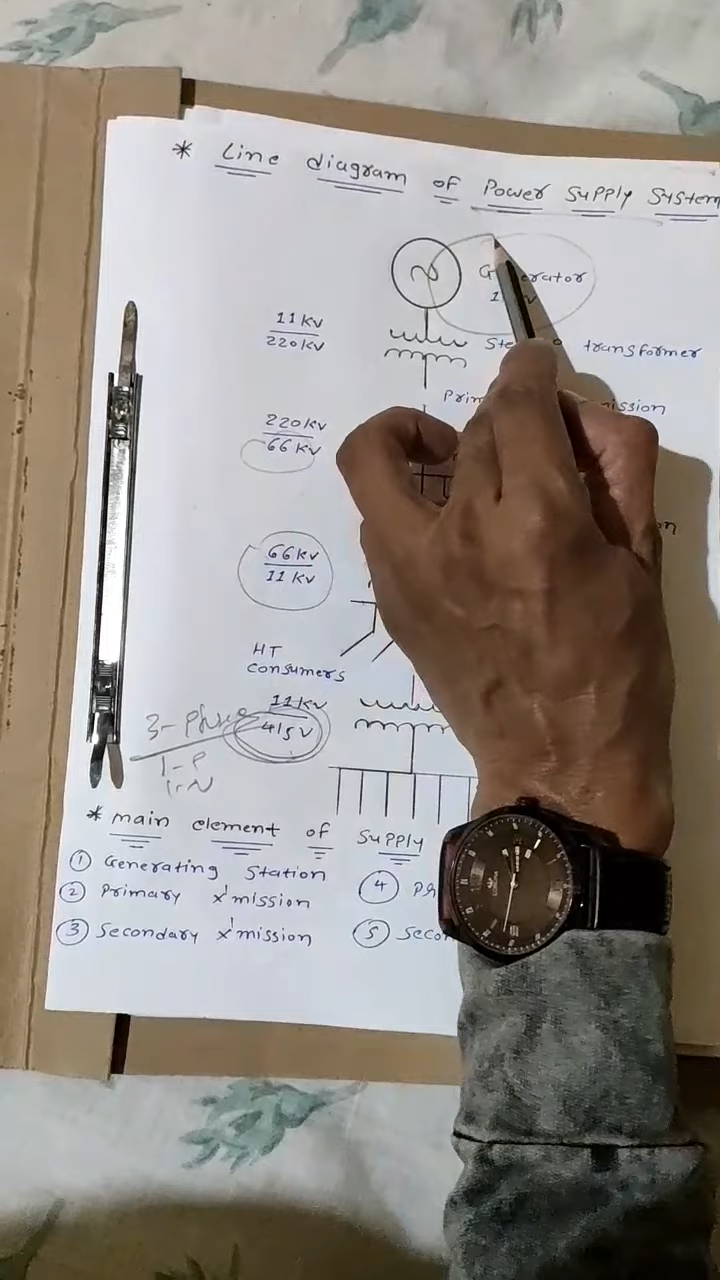 * Line diagram of Power Supply System
11 kv
220 kv
transformer
220 kv
66 kv
66 kv
11 kv
HT
consumers
11 kv
415 v
3 - Phase
* main element of Supply
① Generating Station
② Primary x'mission
④
③ Secondary x'mission
⑤